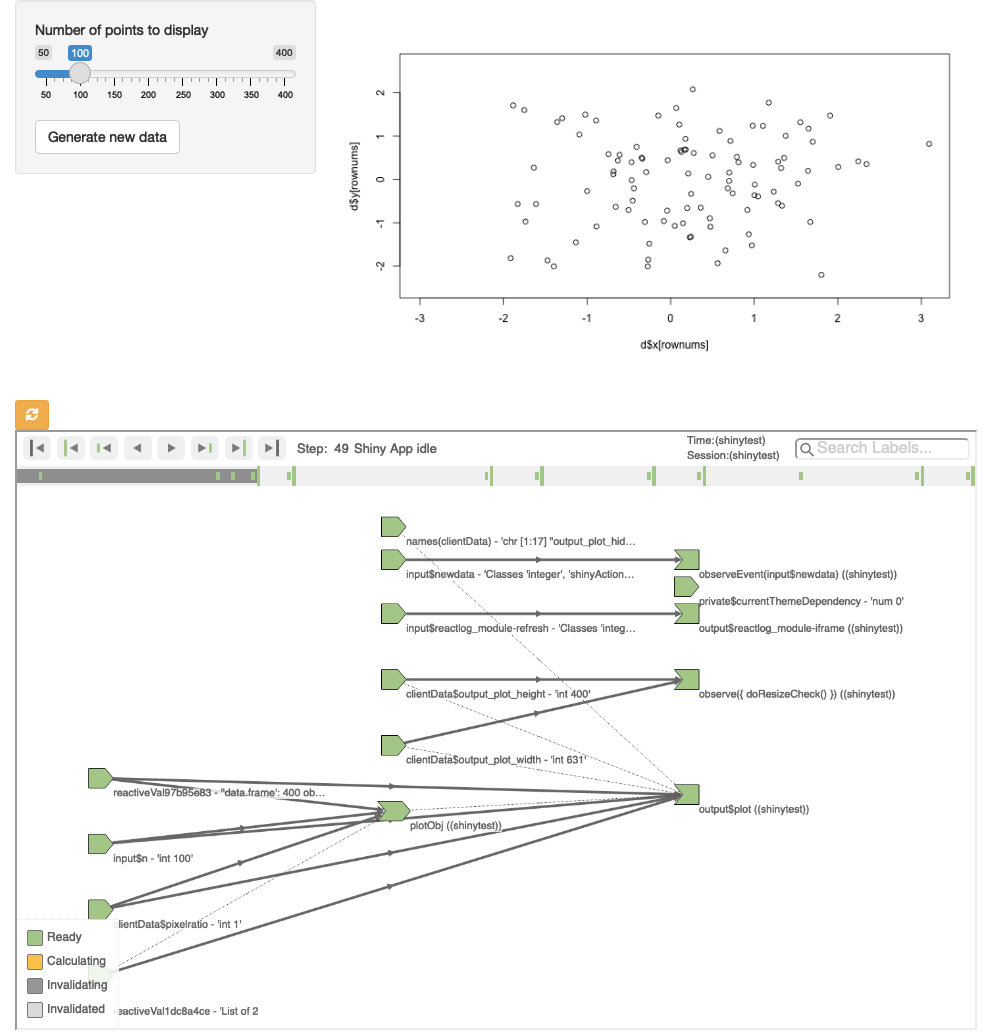 Number of points to display
50 100 400
50 100 150 200 250 300 350 400
Generate new data
2
1
0
-1
-2
d$y[rownums]
-3 -2 -1 0 1 2 3
d$x[rownums]
Step: 49 Shiny App idle
Time:(shinytest)
Session:(shinytest)
Search Labels...
names(clientData) - 'chr [1:17] "output_plot_hid...
input$newdata - 'Classes 'integer', 'shinyAction...
observeEvent(input$newdata) ((shinytest))
private$currentThemeDependency - 'num 0'
input$reactlog_module-refresh - 'Classes 'integ...
output$reactlog_module-iframe ((shinytest))
clientData$output_plot_height - 'int 400'
observe({ doResizeCheck() }) ((shinytest))
clientData$output_plot_width - 'int 631'
reactiveVal97b95e83 - "data.frame': 400 ob...
output$plot ((shinytest))
plotObj ((shinytest))
input$n - 'int 100'
clientData$pixelratio - 'int 1'
Ready
Calculating
Invalidating
Invalidated
eactiveVal1dc8a4ce - 'List of 2